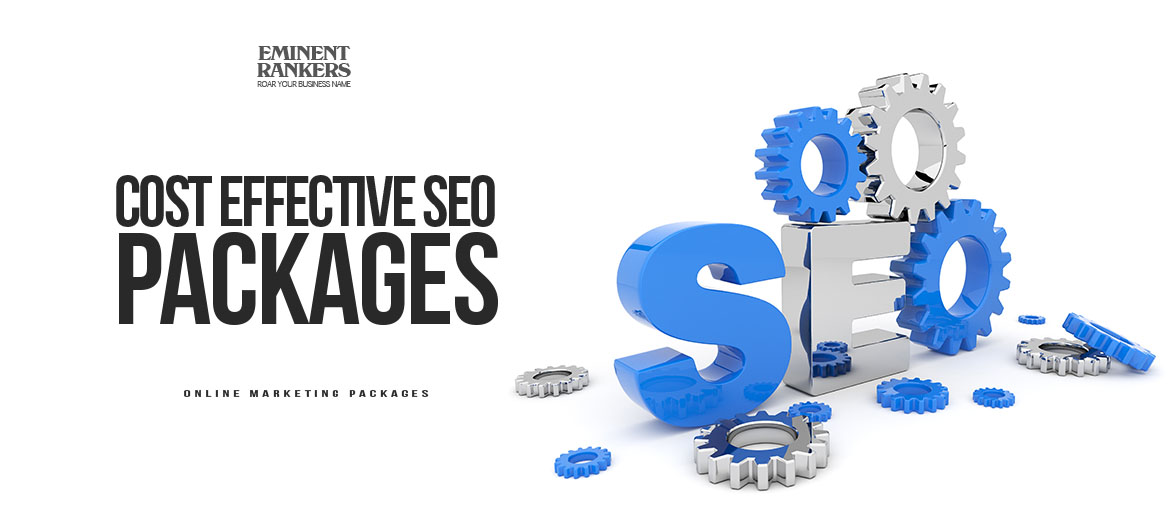 EMINENT
RANKERS
ROAR YOUR BUSINESS NAME
COST EFFECTIVE SEO
PACKAGES
ONLINE MARKETING PACKAGES
SEO